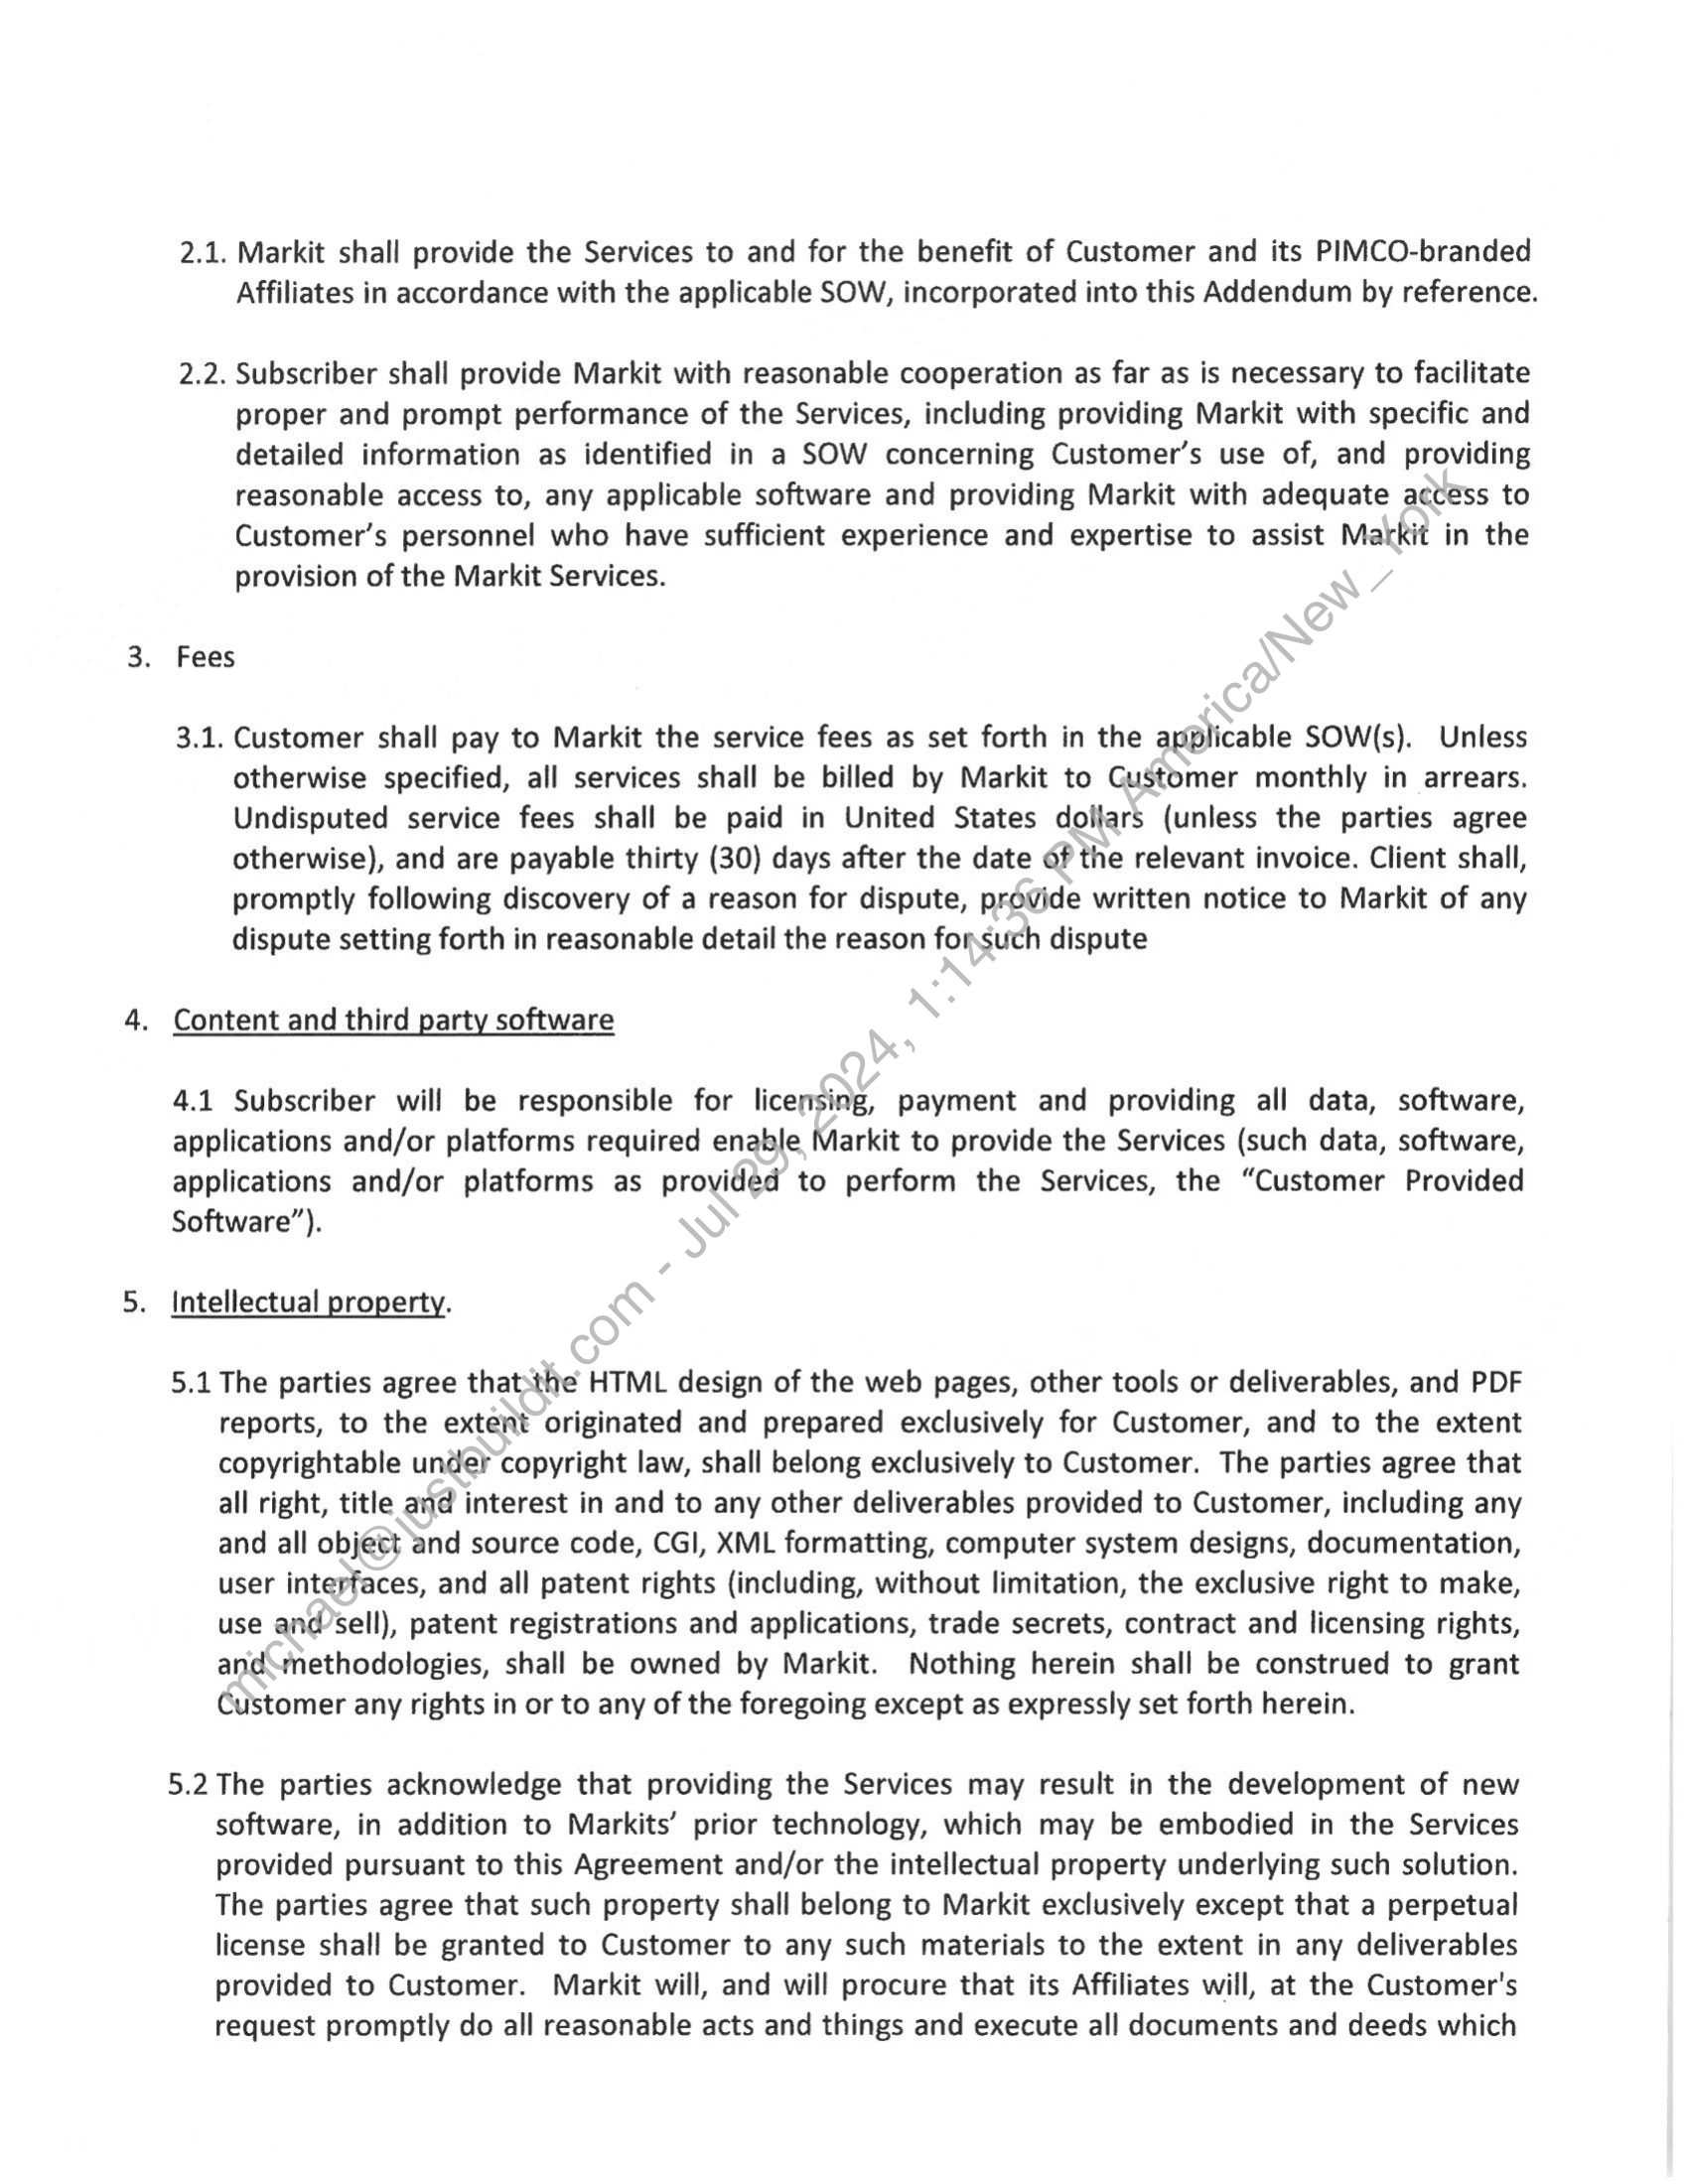 2.1. Markit shall provide the Services to and for the benefit of Customer and its PIMCO-branded
Affiliates in accordance with the applicable SOW, incorporated into this Addendum by reference.
2.2. Subscriber shall provide Markit with reasonable cooperation as far as is necessary to facilitate
proper and prompt performance of the Services, including providing Markit with specific and
detailed information as identified in a SOW concerning Customer's use of, and providing
reasonable access to, any applicable software and providing Markit with adequate access to
Customer's personnel who have sufficient experience and expertise to assist Markit in the
provision of the Markit Services.
3. Fees
3.1. Customer shall pay to Markit the service fees as set forth in the applicable SOW(s). Unless
otherwise specified, all services shall be billed by Markit to Customer monthly in arrears.
Undisputed service fees shall be paid in United States dollars (unless the parties agree
otherwise), and are payable thirty (30) days after the date of the relevant invoice. Client shall,
promptly following discovery of a reason for dispute, provide written notice to Markit of any
dispute setting forth in reasonable detail the reason for such dispute
4. Content and third party software
4.1 Subscriber will be responsible for licensing, payment and providing all data, software,
applications and/or platforms required enable Markit to provide the Services (such data, software,
applications and/or platforms as provided to perform the Services, the “Customer Provided
Software”).
5. Intellectual property.
5.1 The parties agree that the HTML design of the web pages, other tools or deliverables, and PDF
reports, to the extent originated and prepared exclusively for Customer, and to the extent
copyrightable under copyright law, shall belong exclusively to Customer. The parties agree that
all right, title and interest in and to any other deliverables provided to Customer, including any
and all object and source code, CGI, XML formatting, computer system designs, documentation,
user interfaces, and all patent rights (including, without limitation, the exclusive right to make,
use and sell), patent registrations and applications, trade secrets, contract and licensing rights,
and methodologies, shall be owned by Markit. Nothing herein shall be construed to grant
Customer any rights in or to any of the foregoing except as expressly set forth herein.
5.2 The parties acknowledge that providing the Services may result in the development of new
software, in addition to Markits' prior technology, which may be embodied in the Services
provided pursuant to this Agreement and/or the intellectual property underlying such solution.
The parties agree that such property shall belong to Markit exclusively except that a perpetual
license shall be granted to Customer to any such materials to the extent in any deliverables
provided to Customer. Markit will, and will procure that its Affiliates will, at the Customer's
request promptly do all reasonable acts and things and execute all documents and deeds which
michael@justbuildit.com - Jul 29, 2024, 1:14:36 PM America/New_York